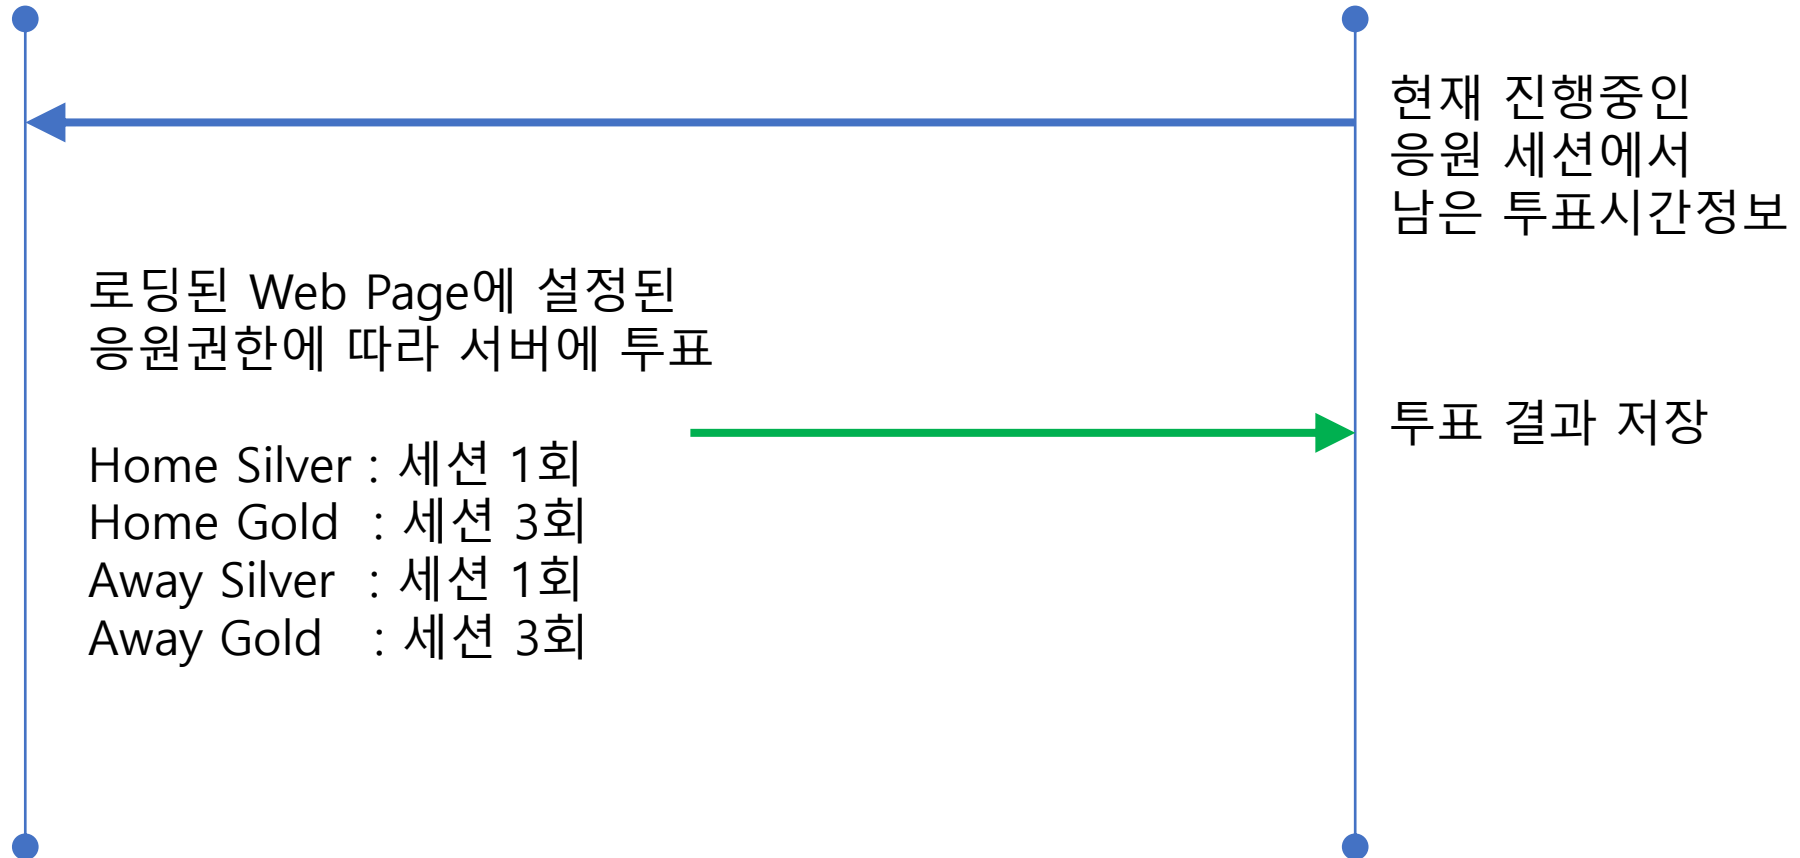 현재 진행중인
응원 세션에서
남은 투표시간정보
로딩된 Web Page에 설정된
응원권한에 따라 서버에 투표
투표 결과 저장
Home Silver : 세션 1회
Home Gold : 세션 3회
Away Silver : 세션 1회
Away Gold : 세션 3회